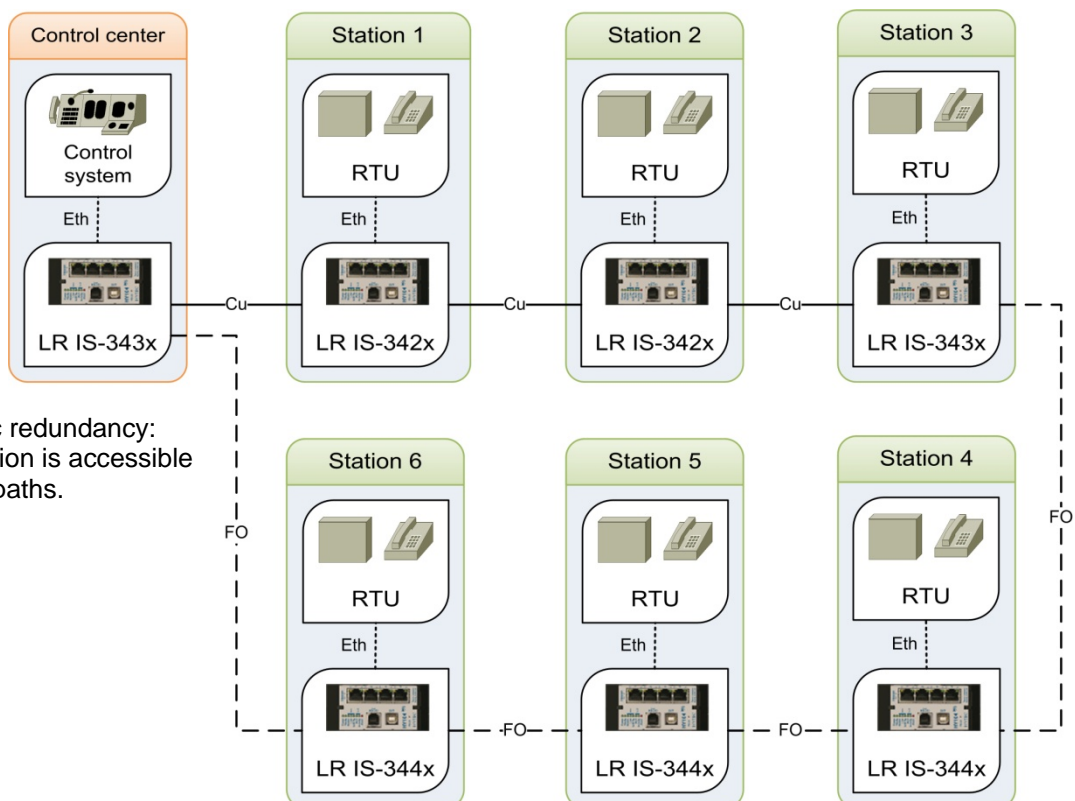 Control center
Station 1
Station 2
Station 3
Control
system
RTU
RTU
RTU
Eth
Eth
Eth
Eth
Cu
Cu
Cu
LR IS-343x
LR IS-342x
LR IS-342x
LR IS-343x
c redundancy:
ion is accessible
paths.
Station 6
Station 5
Station 4
FO
FO
RTU
RTU
RTU
Eth
Eth
Eth
FO
FO
LR IS-344x
LR IS-344x
LR IS-344x